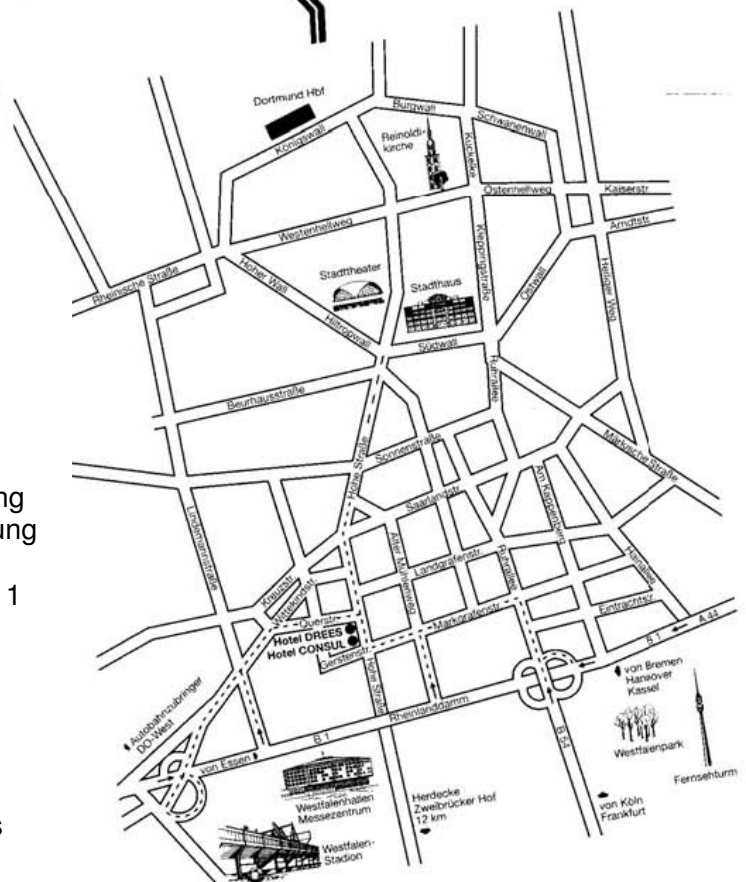 Dortmund Hbf
Burgwall
Schwanenwall
Königswall
Reinoldi-
kirche
Kuckelke
Ostenhellweg
Kaiserstr
Westenhellweg
Arndtstr
Rheinische Straße
Hoher Wall
Stadttheater
Stadthaus
Kleppingstraße
Ostwall
Heiliger Weg
Hiltropwall
Südwall
Beurhausstraße
Ruhrallee
Hohe Straße
Sonnenstraße
Märkische Straße
ng
ung
Saarlandstr.
Am Kappenberg
Lindemannstraße
Alter Mühlenweg
Landgrafenstr.
Ruhrallee
Hainallee
1
Kreuzstr
Wittekindstr.
Querstr
Markgrafenstr.
Eintrachtstr
Hotel DREES
Hotel CONSUL
Gerstenstr.
Hohe Straße
B 1
A 44
Autobahnzubringer
DO-West
Rheinlanddamm
B 1
von Essen
B 54
von Bremen
Hannover
Kassel
Westfalenpark
Fernsehturm
Westfalenhallen
Messezentrum
Herdecke
Zweibrücker Hof
12 km
von Köln
Frankfurt
s
Westfalen-
Stadion